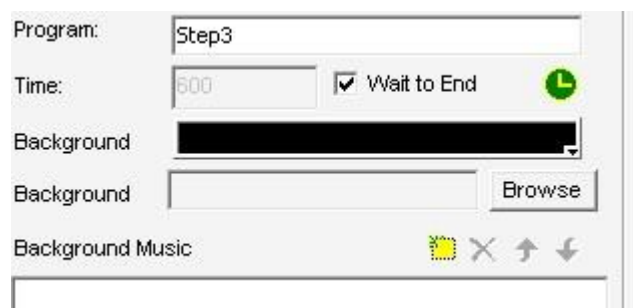 Program: Step3
Time: 600 Wait to End
Background
Background Browse
Background Music